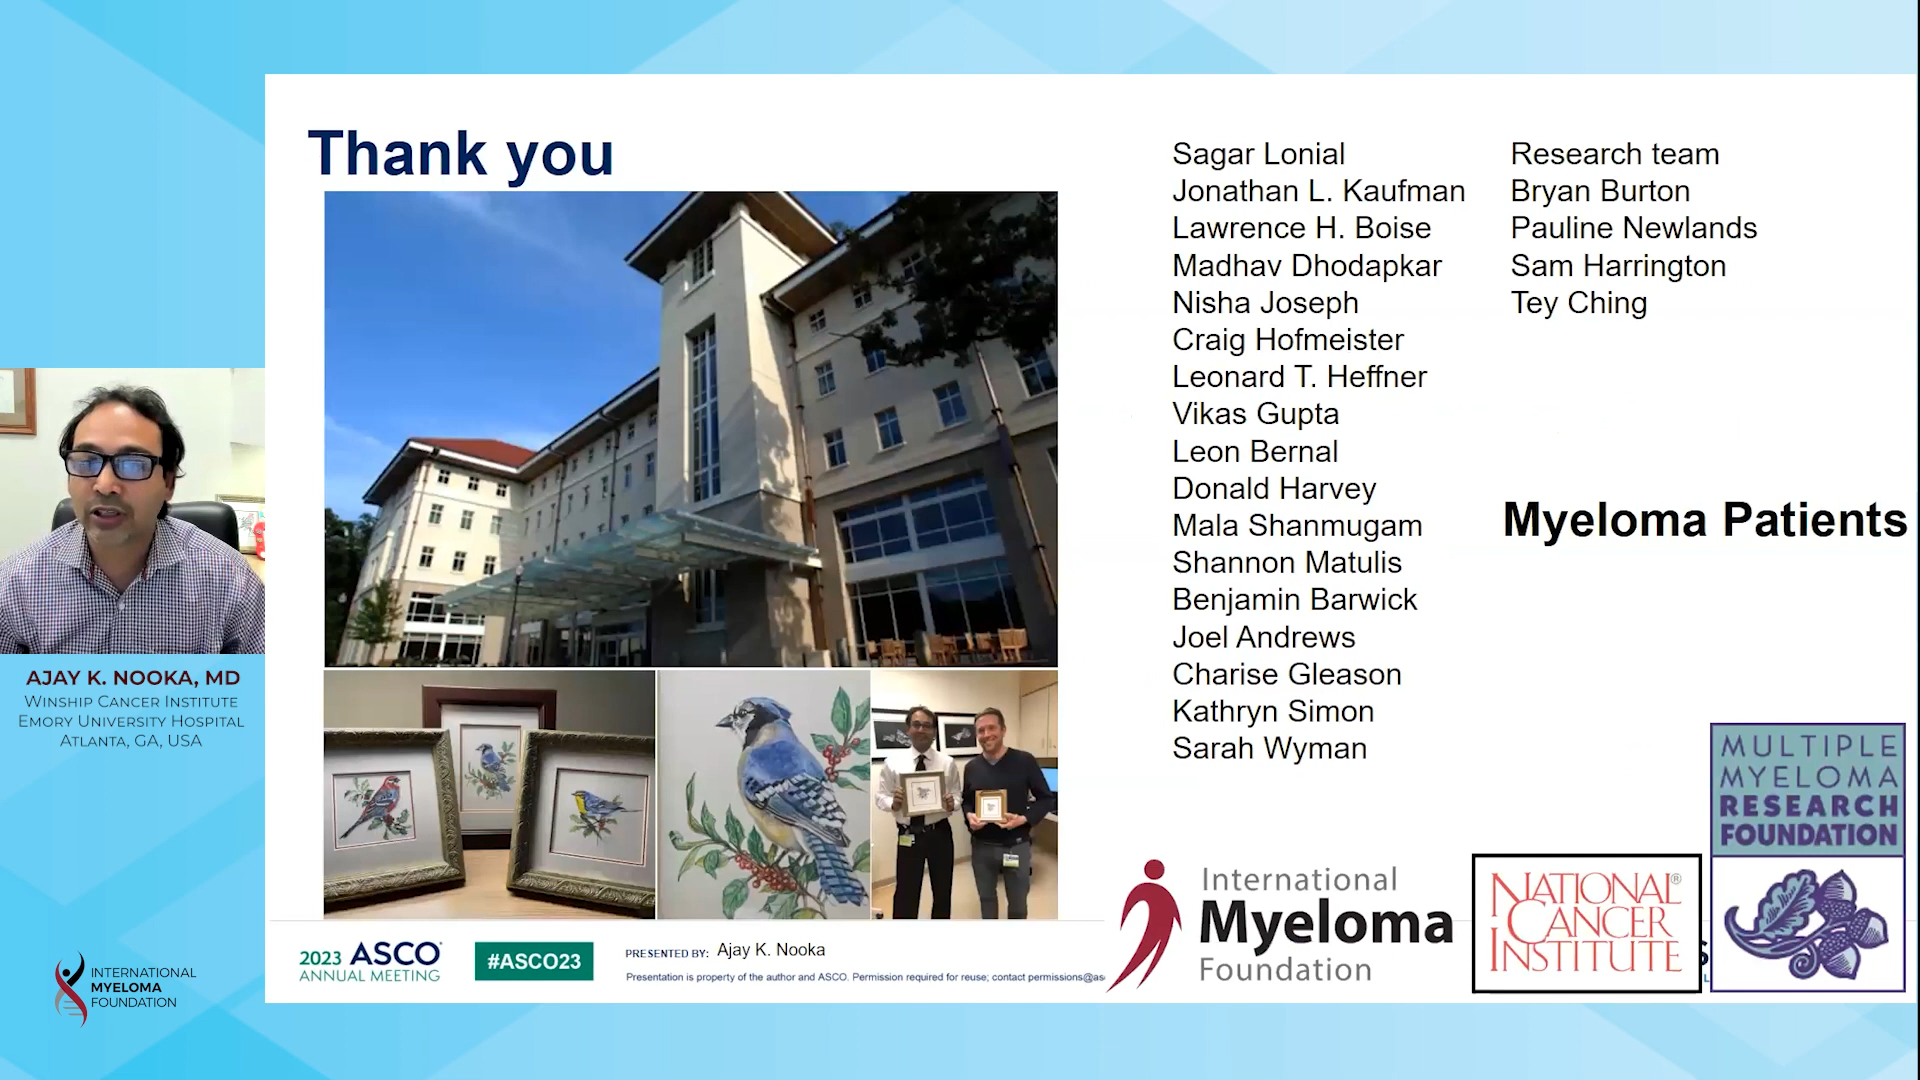 Thank you
Sagar Lonial
Jonathan L. Kaufman
Lawrence H. Boise
Madhav Dhodapkar
Nisha Joseph
Craig Hofmeister
Leonard T. Heffner
Vikas Gupta
Leon Bernal
Donald Harvey
Mala Shanmugam
Shannon Matulis
Benjamin Barwick
Joel Andrews
Charise Gleason
Kathryn Simon
Sarah Wyman
Research team
Bryan Burton
Pauline Newlands
Sam Harrington
Tey Ching
Myeloma Patients
AJAY K. NOOKA, MD
WINSHIP CANCER INSTITUTE
EMORY UNIVERSITY HOSPITAL
ATLANTA, GA, USA
INTERNATIONAL
MYELOMA
FOUNDATION
2023 ASCO
ANNUAL MEETING
#ASCO23
PRESENTED BY: Ajay K. Nooka
Presentation is property of the author and ASCO. Permission required for reuse; contact permissions@as
International
Myeloma
Foundation
NATIONAL®
CANCER
INSTITUTE
MULTIPLE
MYELOMA
RESEARCH
FOUNDATION